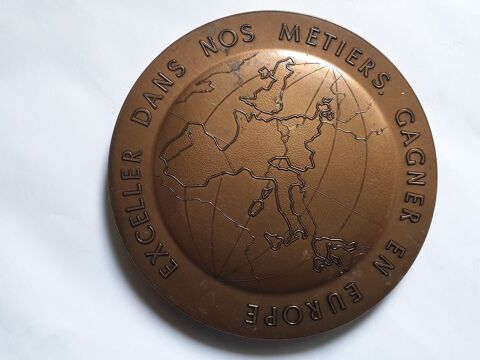 EXCELLER DANS NOS MÉTIERS. GAGNER EN EUROPE